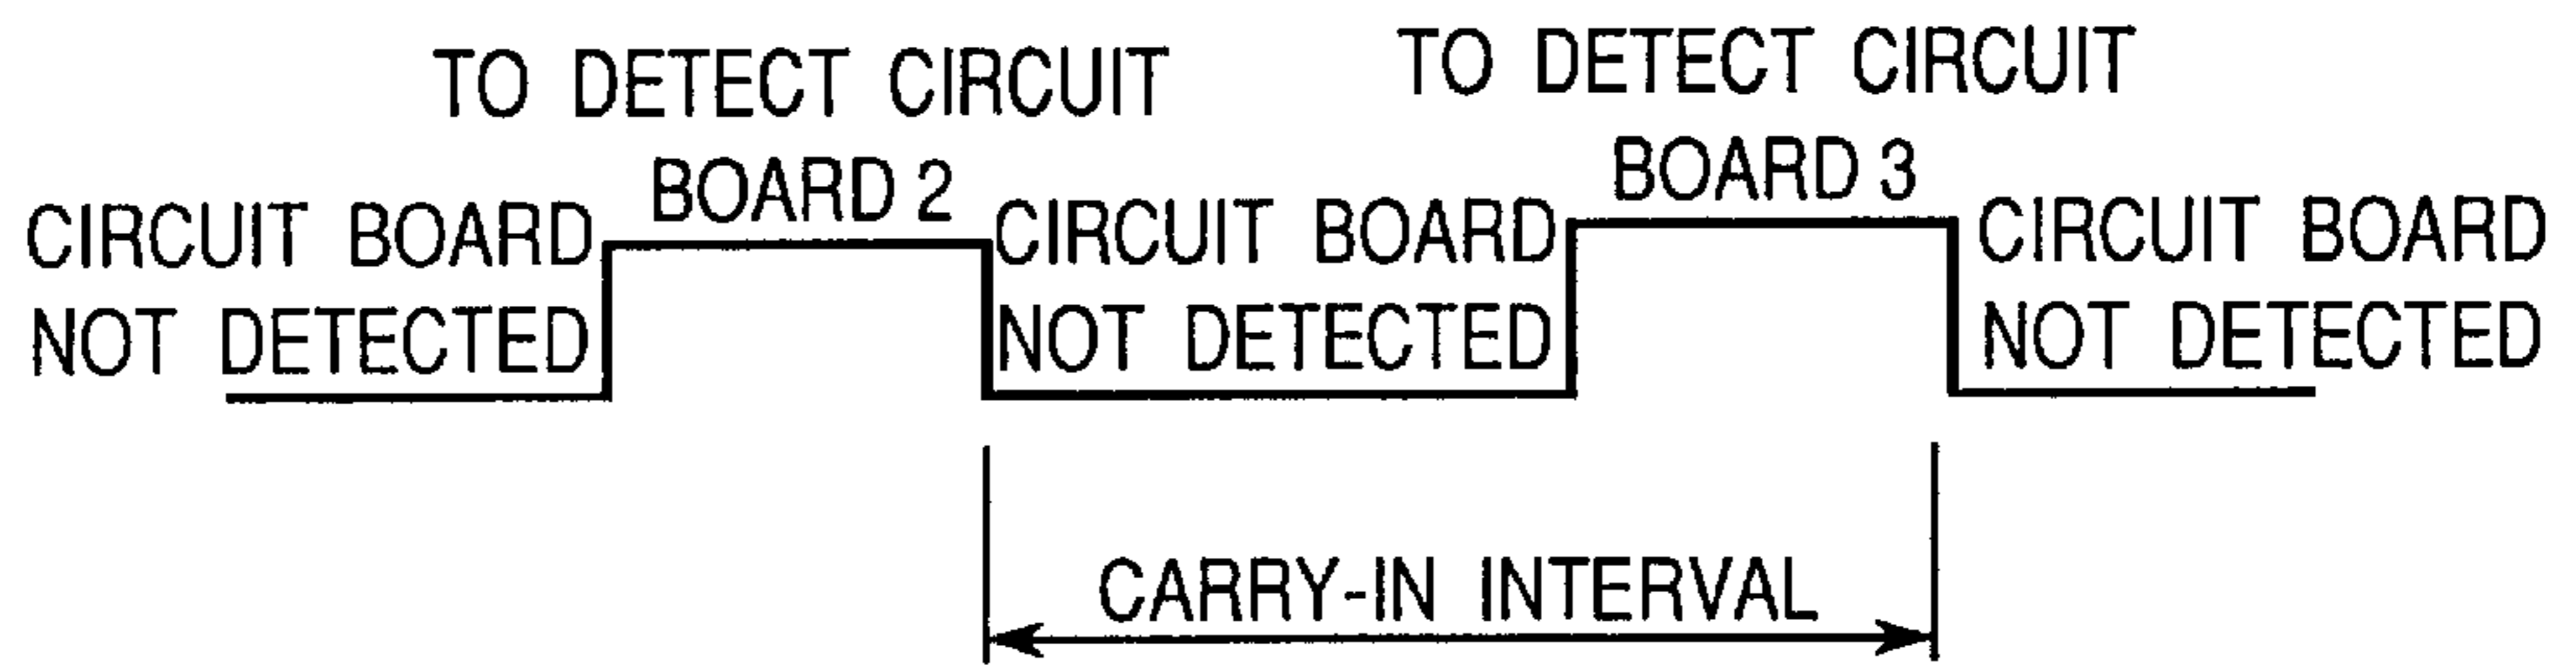 TO DETECT CIRCUIT
BOARD 2
TO DETECT CIRCUIT
BOARD 3
CIRCUIT BOARD
NOT DETECTED
CIRCUIT BOARD
NOT DETECTED
CIRCUIT BOARD
NOT DETECTED
CARRY-IN INTERVAL